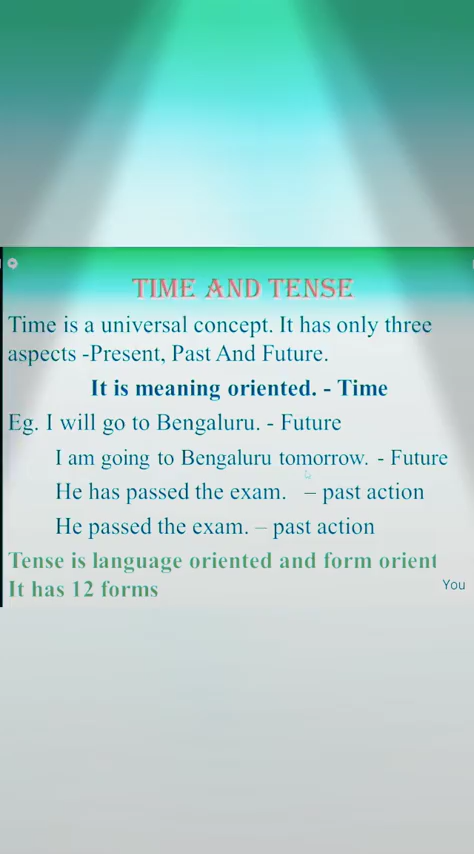 TIME AND TENSE
Time is a universal concept. It has only three
aspects -Present, Past And Future.
It is meaning oriented. - Time
Eg. I will go to Bengaluru. - Future
I am going to Bengaluru tomorrow. - Future
He has passed the exam. – past action
He passed the exam. – past action
Tense is language oriented and form orient
It has 12 forms
You